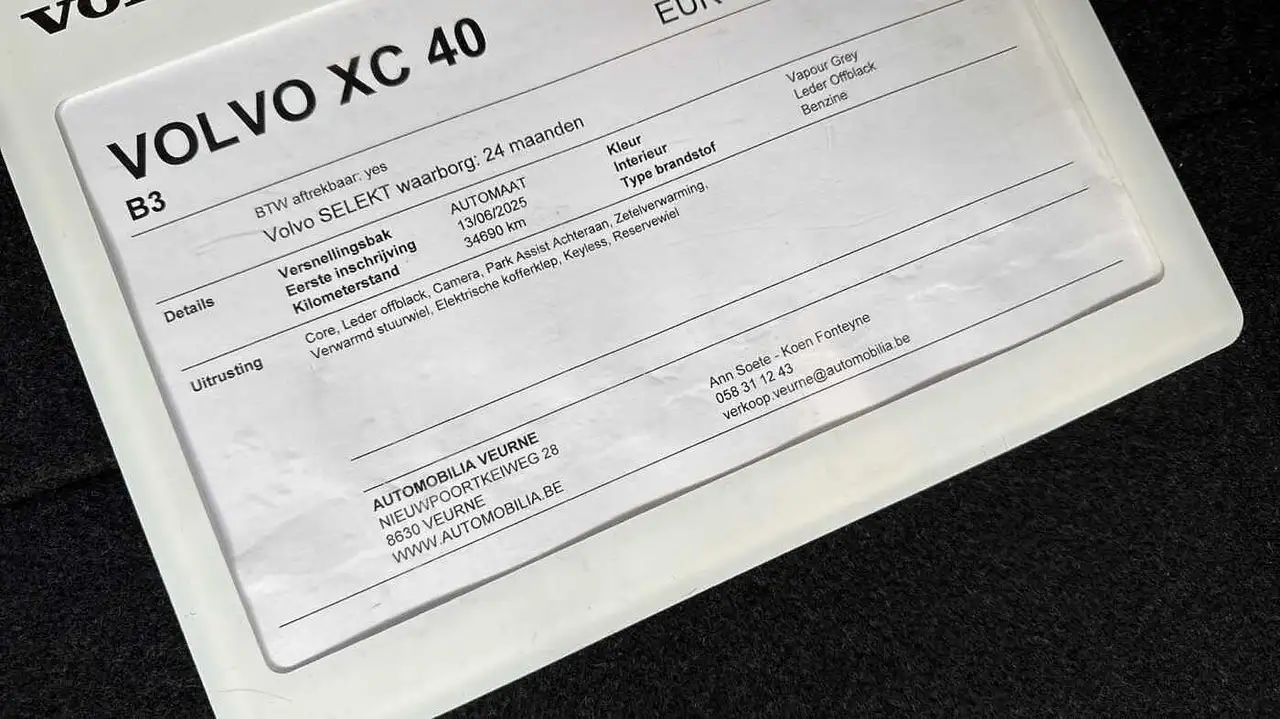 VOLVO XC 40
EUR
B3
BTW aftrekbaar: yes
Volvo SELEKT waarborg: 24 maanden
Details
Versnellingsbak AUTOMAAT
Eerste inschrijving 13/06/2025
Kilometerstand 34690 km
Kleur Vapour Grey
Interieur Leder Offblack
Type brandstof Benzine
Uitrusting
Core, Leder offblack, Camera, Park Assist Achteraan, Zetelverwarming,
Verwarmd stuurwiel, Elektrische kofferklep, Keyless, Reservewiel
AUTOMOBILIA VEURNE
NIEUWPOORTKEIWEG 28
8630 VEURNE
WWW.AUTOMOBILIA.BE
Ann Soete - Koen Fonteyne
058 31 12 43
verkoop.veurne@automobilia.be